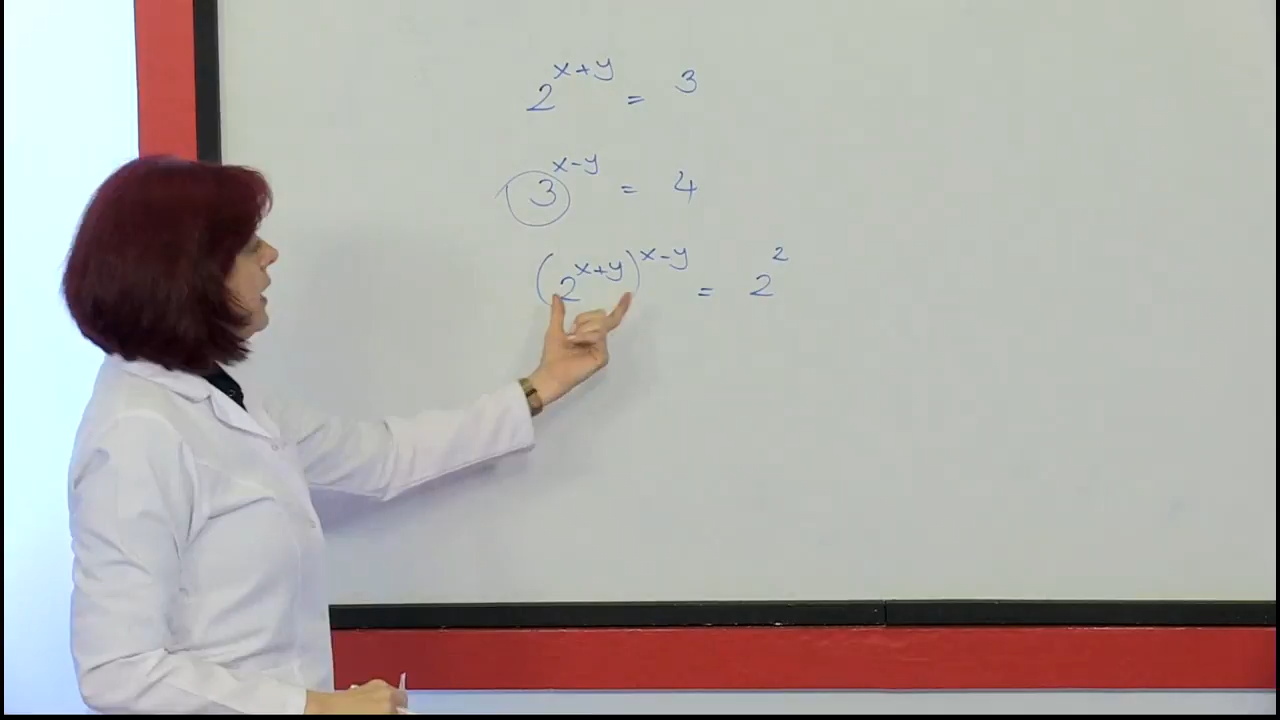 2^{x+y} = 3
3^{x-y} = 4
(2^{x+y})^{x-y} = 2^2